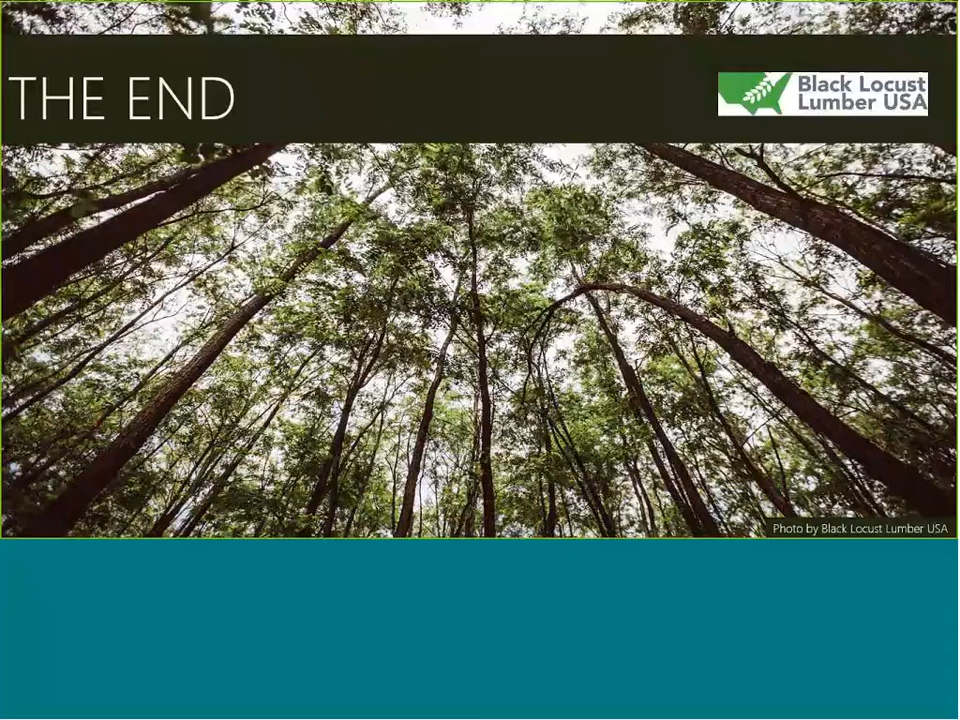 THE END
Black Locust
Lumber USA
Photo by Black Locust Lumber USA